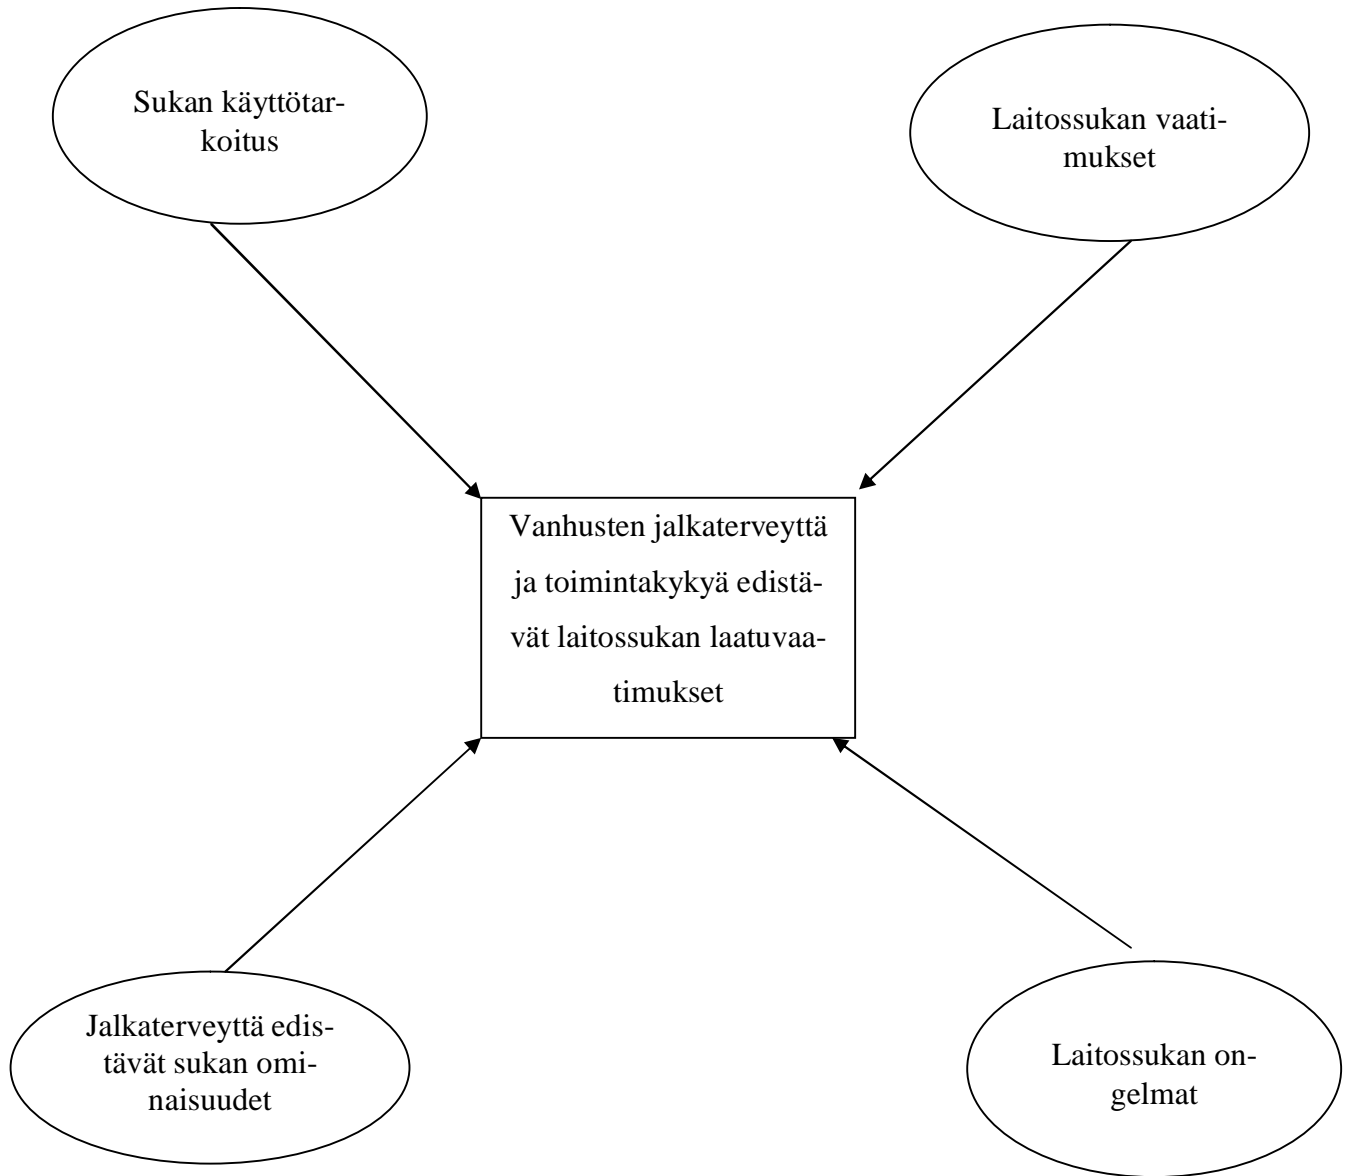 Sukan käyttötar-
koitus
Laitossukan vaati-
mukset
Vanhusten jalkaterveyttä
ja toimintakykyä edistä-
vät laitossukan laatuvaa-
timukset
Jalkaterveyttä edis-
tävät sukan omi-
naisuudet
Laitossukan on-
gelmat